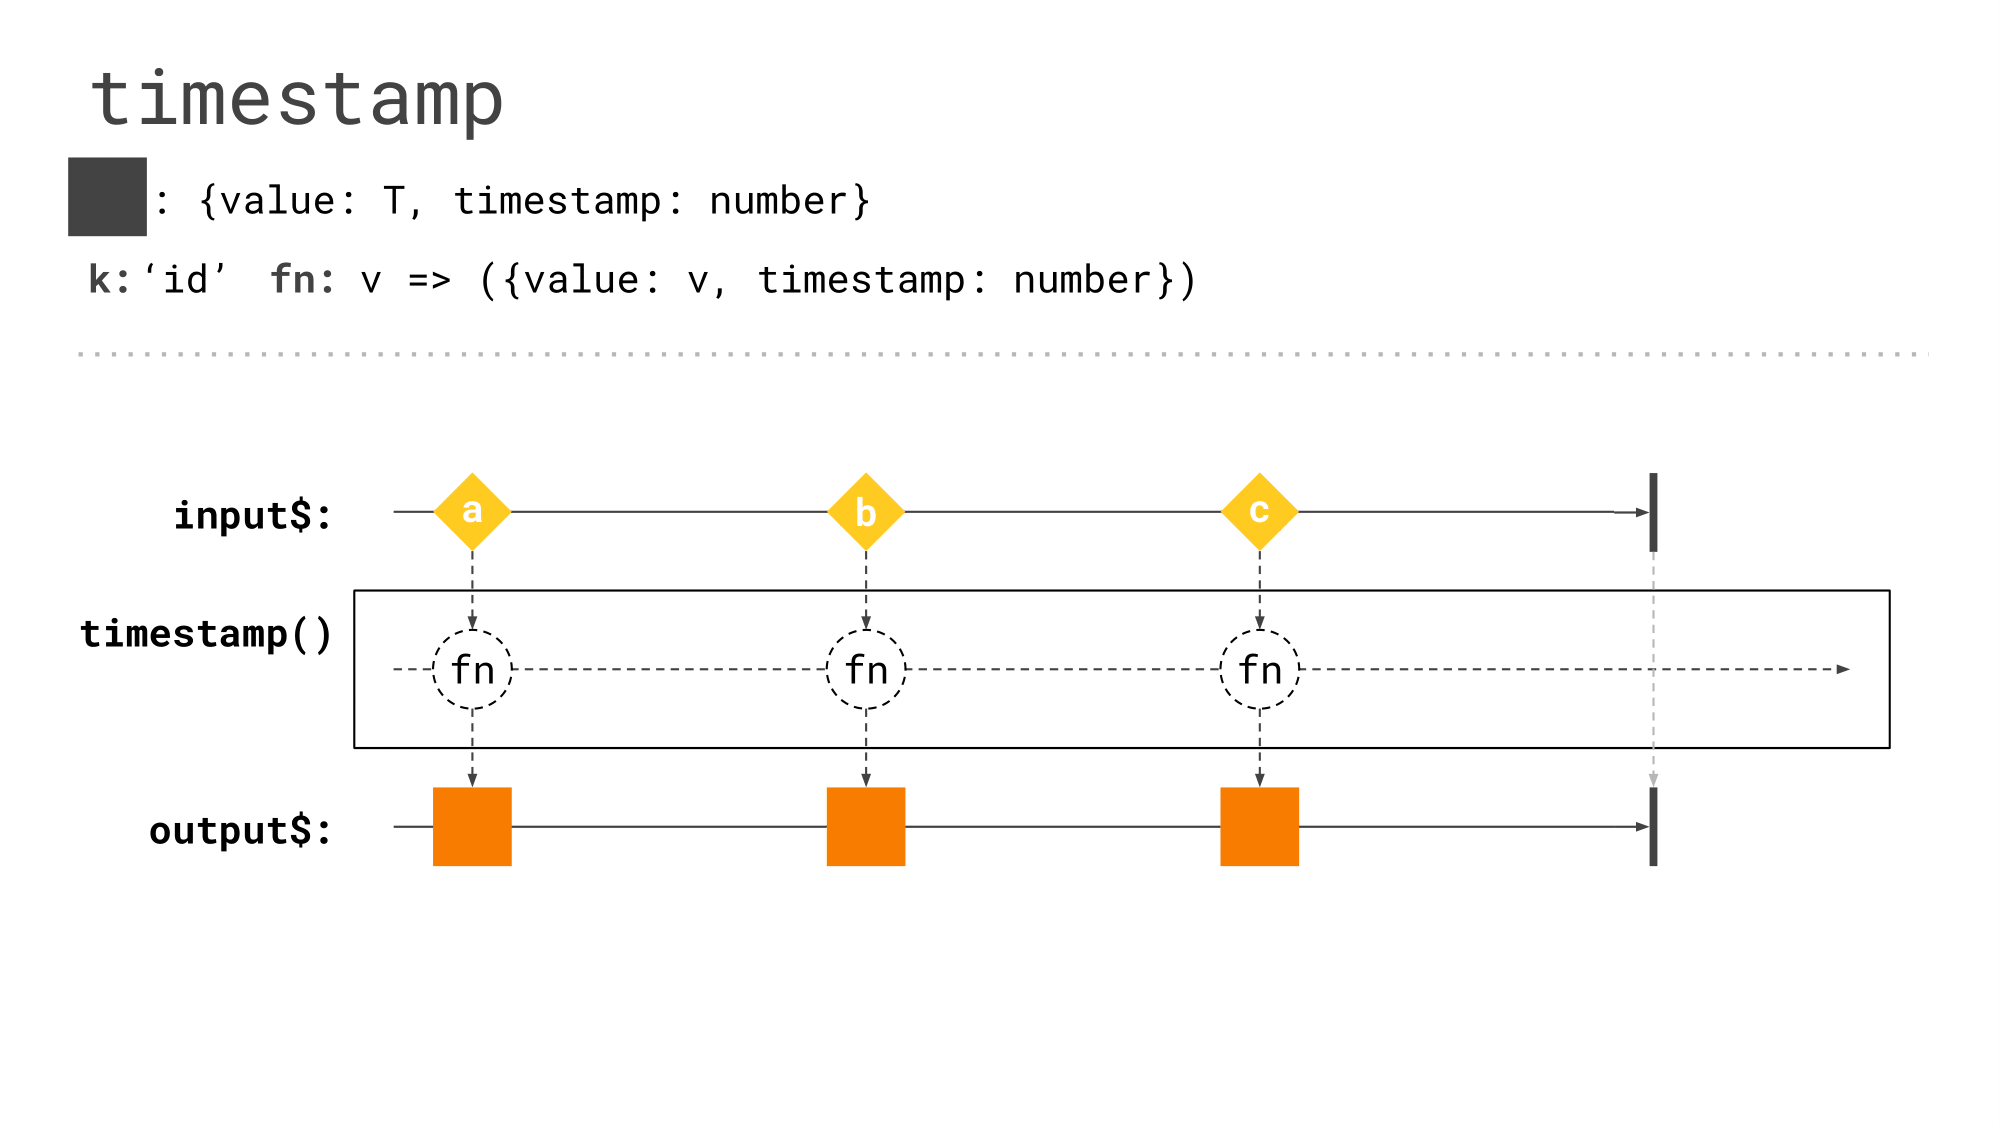 timestamp
: {value: T, timestamp: number}
k: ‘id’ fn: v => ({value: v, timestamp: number})
input$: a b c
timestamp() fn fn fn
output$: